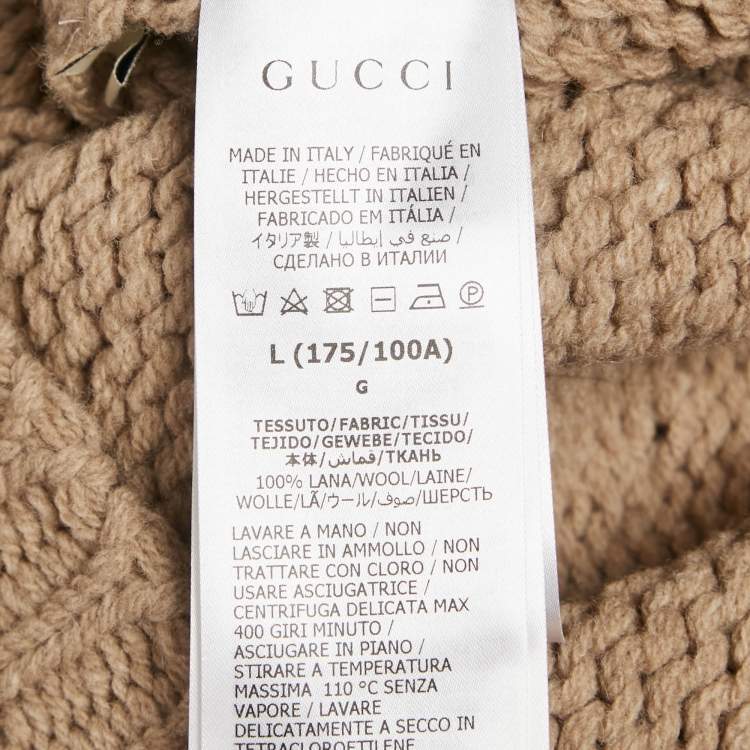 GUCCI
MADE IN ITALY / FABRIQUÉ EN
ITALIE / HECHO EN ITALIA /
HERGESTELLT IN ITALIEN /
FABRICADO EM ITÁLIA /
イタリア製 / صنع في إيطاليا /
СДЕЛАНО В ИТАЛИИ
P
L (175/100A)
G
TESSUTO/FABRIC/TISSU/
TEJIDO/GEWEBE/TECIDO/
本体/قماش/ТКАНЬ
100% LANA/WOOL/LAINE/
WOLLE/LÃ/ウール/صوف/ШЕРСТЬ
LAVARE A MANO / NON
LASCIARE IN AMMOLLO / NON
TRATTARE CON CLORO / NON
USARE ASCIUGATRICE /
CENTRIFUGA DELICATA MAX
400 GIRI MINUTO /
ASCIUGARE IN PIANO /
STIRARE A TEMPERATURA
MASSIMA 110 °C SENZA
VAPORE / LAVARE
DELICATAMENTE A SECCO IN
TETRACLOROETILENE